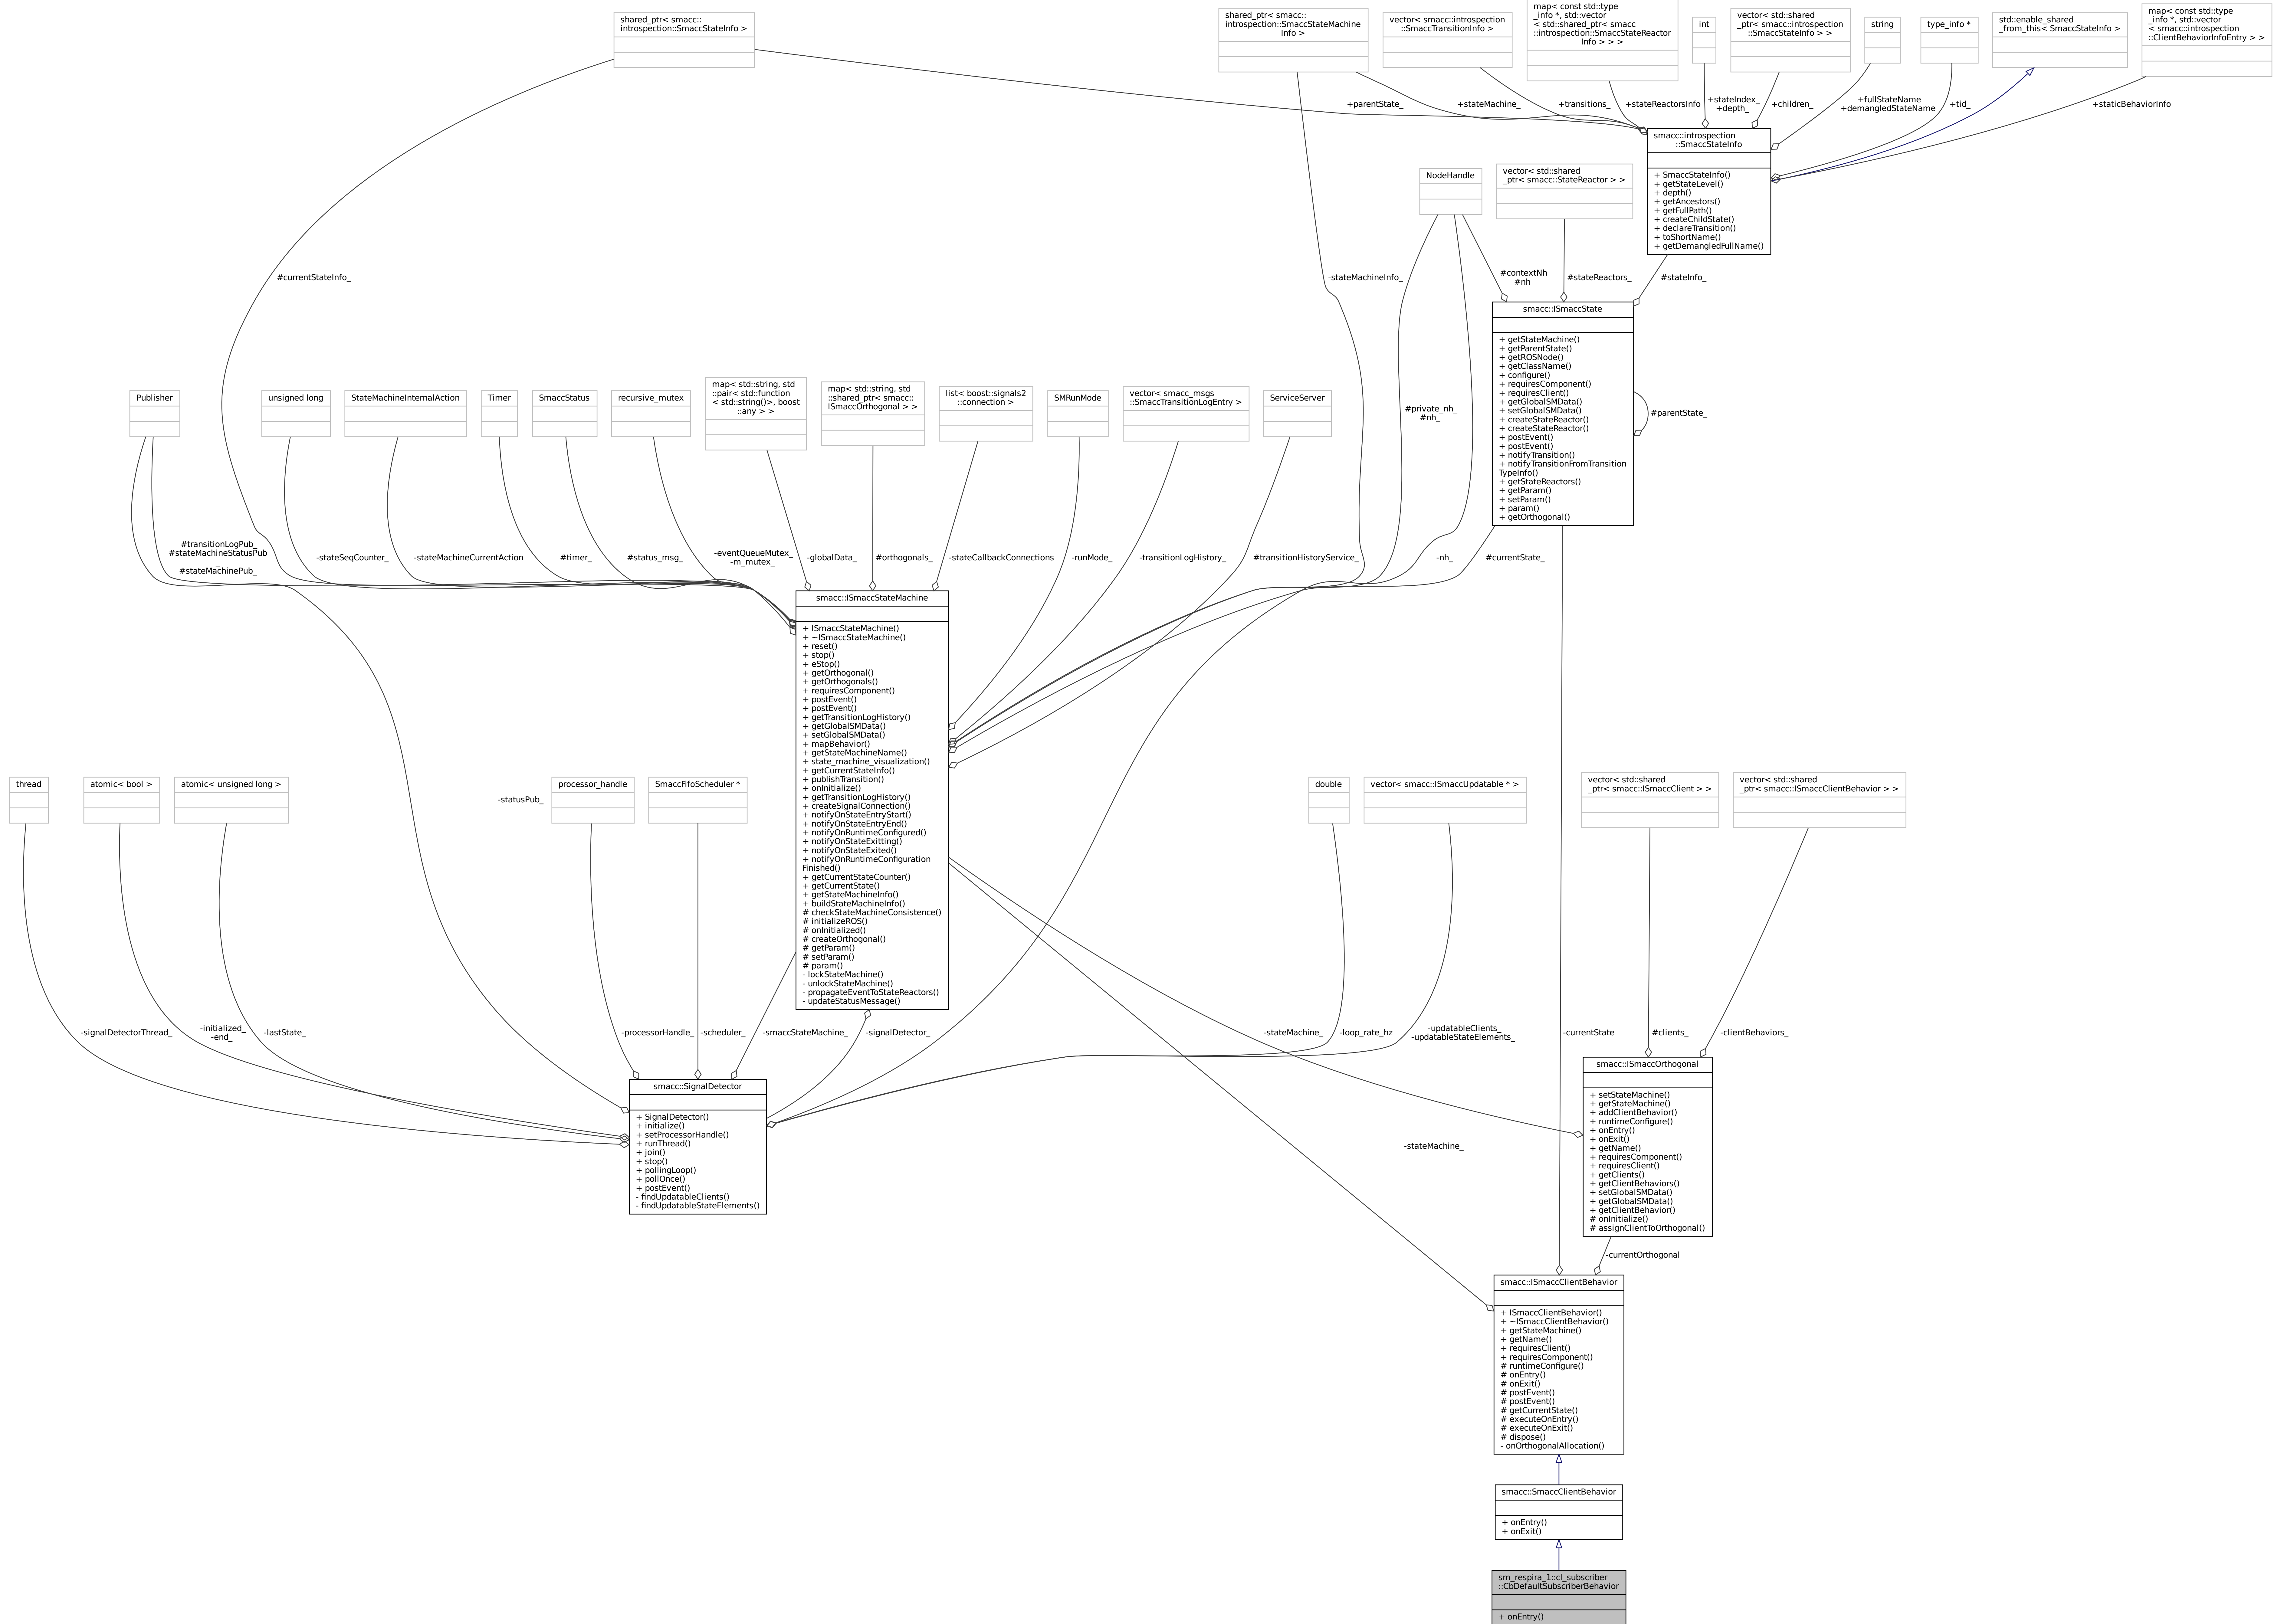 shared_ptr< smacc::
introspection::SmaccStateInfo >
shared_ptr< smacc::
introspection::SmaccStateMachine
Info >
vector< smacc::introspection
::SmaccTransitionInfo >
map< const std::type
_info *, std::vector
< std::shared_ptr< smacc
::introspection::SmaccStateReactor
Info > > >
int
vector< std::shared
_ptr< smacc::introspection
::SmaccStateInfo > >
string
type_info *
std::enable_shared
_from_this< SmaccStateInfo >
map< const std::type
_info *, std::vector
< smacc::introspection
::ClientBehaviorInfoEntry > >
+parentState_
+stateMachine_
+transitions_
+stateReactorsInfo
+stateIndex_
+depth_
+children_
+fullStateName
+demangledStateName
+tid_
+staticBehaviorInfo
smacc::introspection
::SmaccStateInfo
+ SmaccStateInfo()
+ getStateLevel()
+ depth()
+ getAncestors()
+ getFullPath()
+ createChildState()
+ declareTransition()
+ toShortName()
+ getDemangledFullName()
NodeHandle
vector< std::shared
_ptr< smacc::StateReactor > >
#currentStateInfo_
-stateMachineInfo_
#contextNh
#nh
#stateReactors_
#stateInfo_
smacc::ISmaccState
+ getStateMachine()
+ getParentState()
+ getROSNode()
+ getClassName()
+ configure()
+ requiresComponent()
+ requiresClient()
+ getGlobalSMData()
+ setGlobalSMData()
+ createStateReactor()
+ createStateReactor()
+ postEvent()
+ postEvent()
+ notifyTransition()
+ notifyTransitionFromTransition
TypeInfo()
+ getStateReactors()
+ getParam()
+ setParam()
+ param()
+ getOrthogonal()
#parentState_
#private_nh_
#nh_
Publisher
unsigned long
StateMachineInternalAction
Timer
SmaccStatus
recursive_mutex
map< std::string, std
::pair< std::function
< std::string()>, boost
::any > >
map< std::string, std
::shared_ptr< smacc::
ISmaccOrthogonal > >
list< boost::signals2
::connection >
SMRunMode
vector< smacc_msgs
::SmaccTransitionLogEntry >
ServiceServer
#transitionLogPub_
#stateMachineStatusPub
_
#stateMachinePub_
-stateSeqCounter_
-stateMachineCurrentAction
#timer_
#status_msg_
-eventQueueMutex_
-m_mutex_
-globalData_
#orthogonals_
-stateCallbackConnections
-runMode_
-transitionLogHistory_
#transitionHistoryService_
-nh_
#currentState_
smacc::ISmaccStateMachine
+ ISmaccStateMachine()
+ ~ISmaccStateMachine()
+ reset()
+ stop()
+ eStop()
+ getOrthogonal()
+ getOrthogonals()
+ requiresComponent()
+ postEvent()
+ postEvent()
+ getTransitionLogHistory()
+ getGlobalSMData()
+ setGlobalSMData()
+ mapBehavior()
+ getStateMachineName()
+ state_machine_visualization()
+ getCurrentStateInfo()
+ publishTransition()
+ onInitialize()
+ getTransitionLogHistory()
+ createSignalConnection()
+ notifyOnStateEntryStart()
+ notifyOnStateEntryEnd()
+ notifyOnRuntimeConfigured()
+ notifyOnStateExitting()
+ notifyOnStateExited()
+ notifyOnRuntimeConfiguration
Finished()
+ getCurrentStateCounter()
+ getCurrentState()
+ getStateMachineInfo()
+ buildStateMachineInfo()
# checkStateMachineConsistence()
# initializeROS()
# onInitialized()
# createOrthogonal()
# getParam()
# setParam()
# param()
- lockStateMachine()
- unlockStateMachine()
- propagateEventToStateReactors()
- updateStatusMessage()
thread
atomic< bool >
atomic< unsigned long >
-statusPub_
processor_handle
SmaccFifoScheduler *
double
vector< smacc::ISmaccUpdatable * >
vector< std::shared
_ptr< smacc::ISmaccClient > >
vector< std::shared
_ptr< smacc::ISmaccClientBehavior > >
-signalDetectorThread_
-initialized_
-end_
-lastState_
-processorHandle_
-scheduler_
-smaccStateMachine_
-signalDetector_
-stateMachine_
-loop_rate_hz
-updatableClients_
-updatableStateElements_
-currentState
#clients_
-clientBehaviors_
smacc::SignalDetector
+ SignalDetector()
+ initialize()
+ setProcessorHandle()
+ runThread()
+ join()
+ stop()
+ pollingLoop()
+ pollOnce()
+ postEvent()
- findUpdatableClients()
- findUpdatableStateElements()
smacc::ISmaccOrthogonal
+ setStateMachine()
+ getStateMachine()
+ addClientBehavior()
+ runtimeConfigure()
+ onEntry()
+ onExit()
+ getName()
+ requiresComponent()
+ requiresClient()
+ getClients()
+ getClientBehaviors()
+ setGlobalSMData()
+ getGlobalSMData()
+ getClientBehavior()
# onInitialize()
# assignClientToOrthogonal()
-stateMachine_
-currentOrthogonal
smacc::ISmaccClientBehavior
+ ISmaccClientBehavior()
+ ~ISmaccClientBehavior()
+ getStateMachine()
+ getName()
+ requiresClient()
+ requiresComponent()
# runtimeConfigure()
# onEntry()
# onExit()
# postEvent()
# postEvent()
# getCurrentState()
# executeOnEntry()
# executeOnExit()
# dispose()
- onOrthogonalAllocation()
smacc::SmaccClientBehavior
+ onEntry()
+ onExit()
sm_respira_1::cl_subscriber
::CbDefaultSubscriberBehavior
+ onEntry()